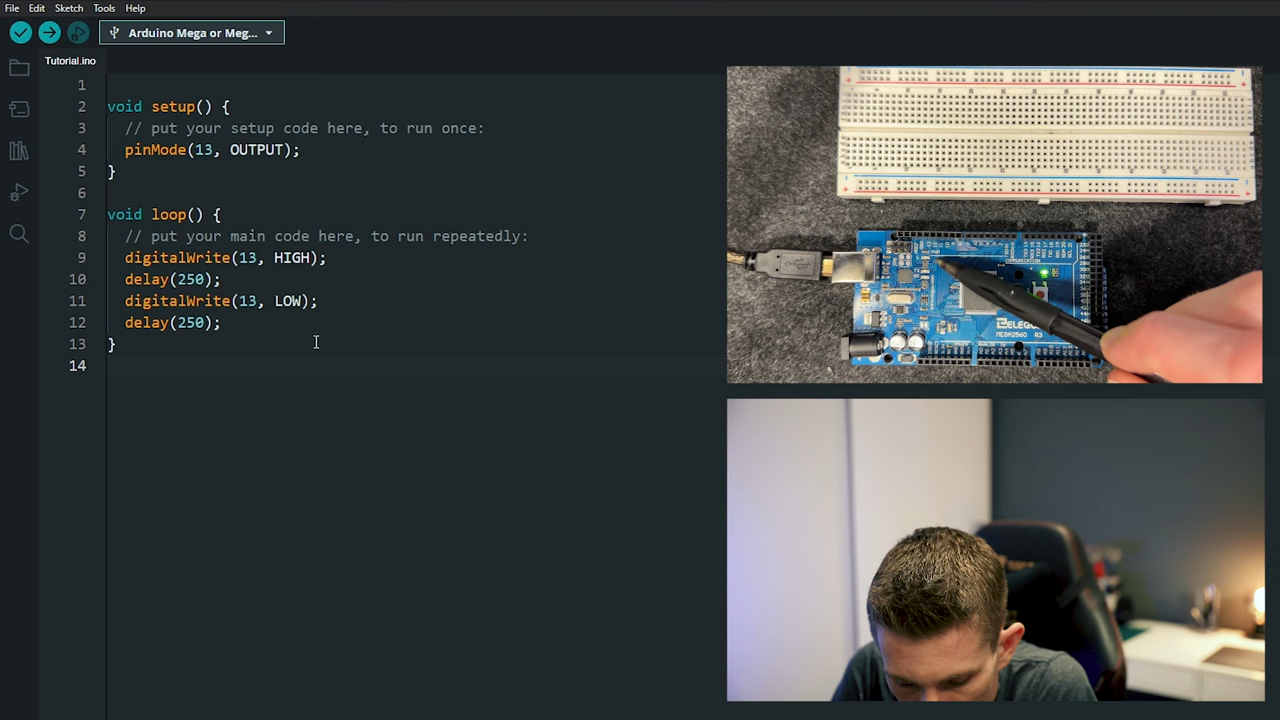 File Edit Sketch Tools Help
Arduino Mega or Meg...
Tutorial.ino
1
2 void setup() {
3 // put your setup code here, to run once:
4 pinMode(13, OUTPUT);
5 }
6
7 void loop() {
8 // put your main code here, to run repeatedly:
9 digitalWrite(13, HIGH);
10 delay(250);
11 digitalWrite(13, LOW);
12 delay(250);
13 }
14
COMMUNICATION
MEGA2560 R3